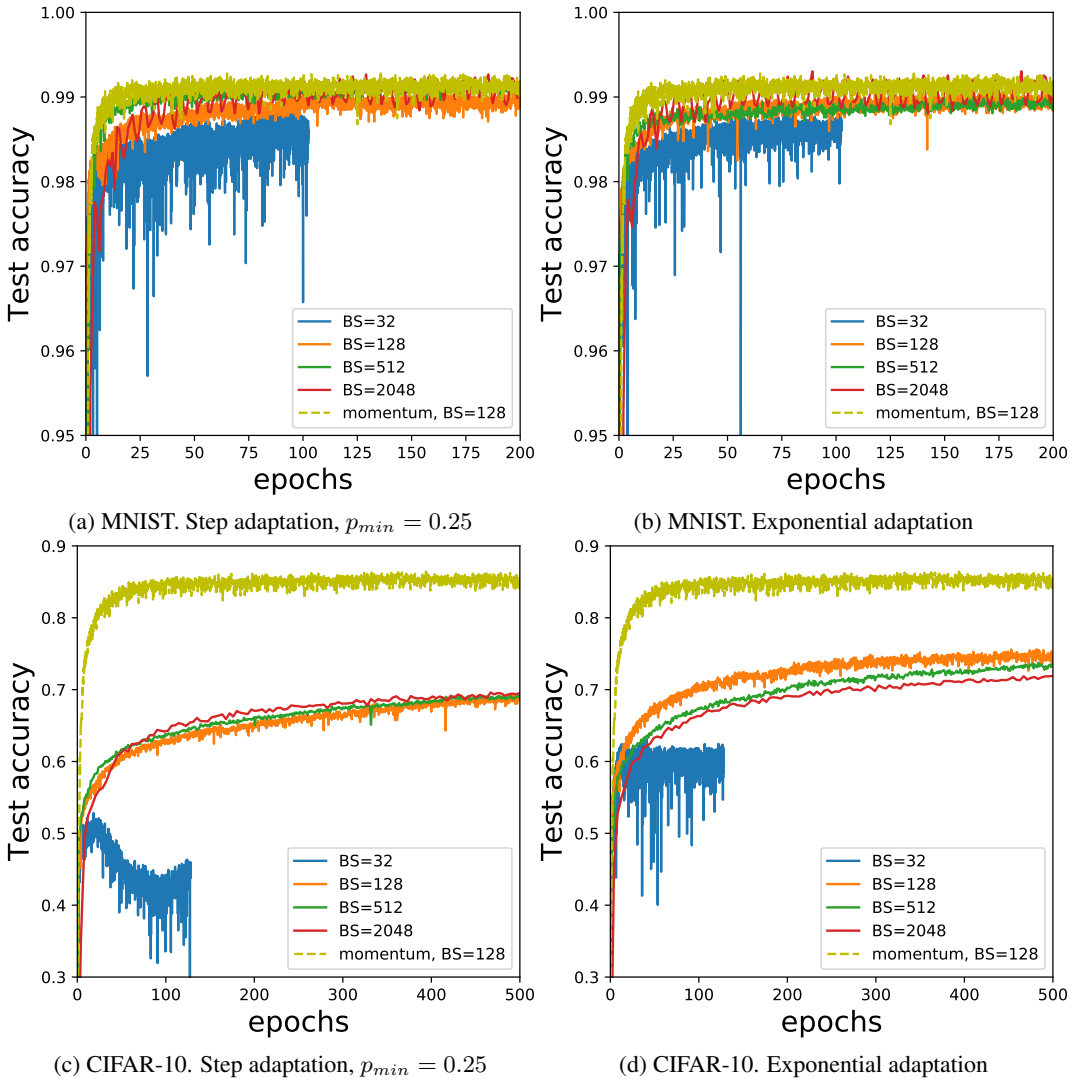 1.00
0.99
0.98
0.97
0.96
0.95
Test accuracy
0 25 50 75 100 125 150 175 200
epochs
BS=32
BS=128
BS=512
BS=2048
momentum, BS=128
(a) MNIST. Step adaptation, p_min = 0.25
1.00
0.99
0.98
0.97
0.96
0.95
Test accuracy
0 25 50 75 100 125 150 175 200
epochs
BS=32
BS=128
BS=512
BS=2048
momentum, BS=128
(b) MNIST. Exponential adaptation
0.9
0.8
0.7
0.6
0.5
0.4
0.3
Test accuracy
0 100 200 300 400 500
epochs
BS=32
BS=128
BS=512
BS=2048
momentum, BS=128
(c) CIFAR-10. Step adaptation, p_min = 0.25
0.9
0.8
0.7
0.6
0.5
0.4
0.3
Test accuracy
0 100 200 300 400 500
epochs
BS=32
BS=128
BS=512
BS=2048
momentum, BS=128
(d) CIFAR-10. Exponential adaptation